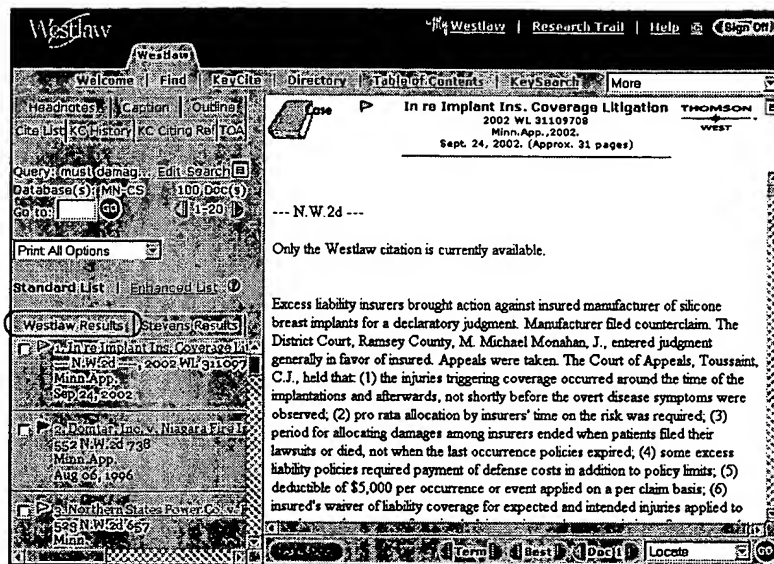 Westlaw
My Westlaw | Research Trail | Help Sign Off
Westlaw
Welcome | Find | KeyCite | Directory | Table of Contents | KeySearch | More
Headnotes | Caption | Outline
Cite List | KC History | KC Citing Ref | TOA
Query: must damag... Edit Search
Database(s): MN-CS 100 Doc(s)
Go to: GO 1-20
Print All Options
Standard List | Enhanced List
Westlaw Results Stevens Results
1. In re Implant Ins. Coverage Lit
--- N.W.2d ---, 2002 WL 311097
Minn.App.
Sep 24, 2002
2. Domtar, Inc. v. Niagara Fire I
552 N.W.2d 738
Minn.App.
Aug 06, 1996
3. Northern States Power Co. v.
523 N.W.2d 657
Minn.
Case
In re Implant Ins. Coverage Litigation
2002 WL 31109708
Minn.App.,2002.
Sept. 24, 2002. (Approx. 31 pages)
THOMSON
WEST
--- N.W.2d ---
Only the Westlaw citation is currently available.
Excess liability insurers brought action against insured manufacturer of silicone
breast implants for a declaratory judgment. Manufacturer filed counterclaim. The
District Court, Ramsey County, M. Michael Monahan, J., entered judgment
generally in favor of insured. Appeals were taken. The Court of Appeals, Toussaint,
C.J., held that: (1) the injuries triggering coverage occurred around the time of the
implantations and afterwards, not shortly before the overt disease symptoms were
observed; (2) pro rata allocation by insurers' time on the risk was required; (3)
period for allocating damages among insurers ended when patients filed their
lawsuits or died, not when the last occurrence policies expired; (4) some excess
liability policies required payment of defense costs in addition to policy limits; (5)
deductible of $5,000 per occurrence or event applied on a per claim basis; (6)
insured's waiver of liability coverage for expected and intended injuries applied to
Term Best Doc 1 Locate GO